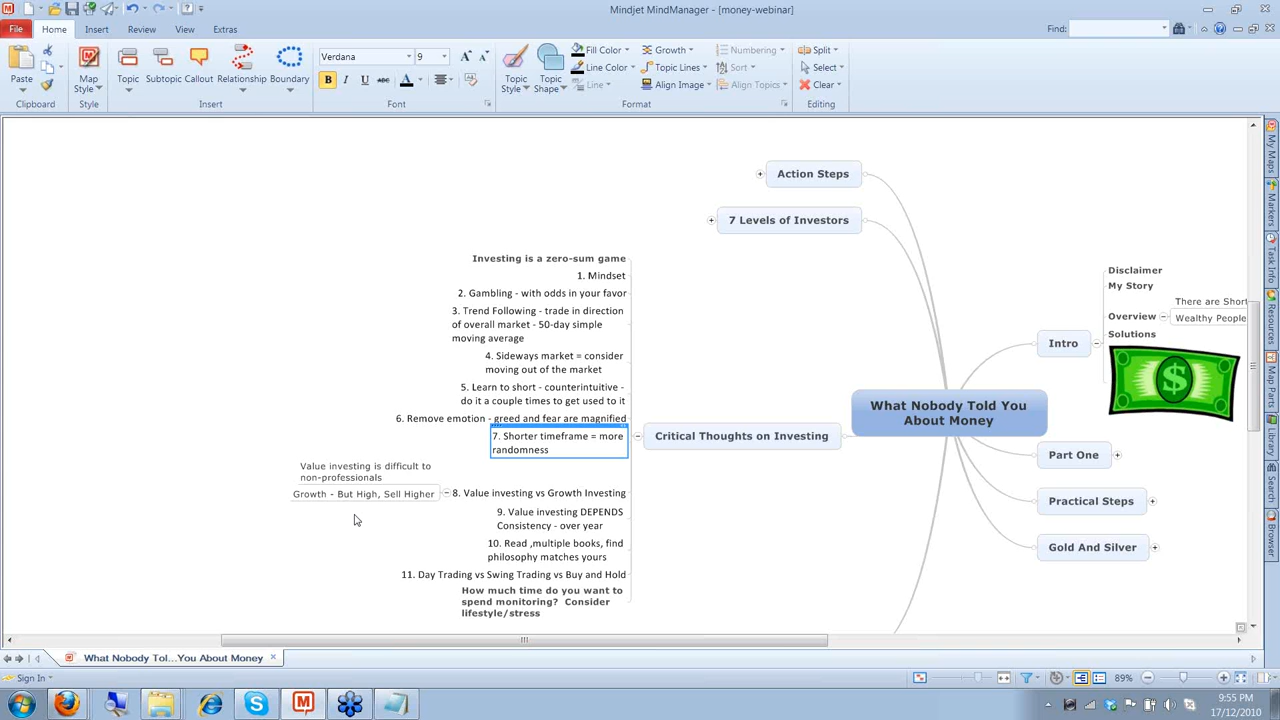 Mindjet MindManager - [money-webinar]
File
Home
Insert
Review
View
Extras
Find:
Paste
Clipboard
Map
Style
Style
Topic
Subtopic
Callout
Relationship
Boundary
Insert
Verdana
9
B
I
U
abc
A
Font
Topic
Style
Topic
Shape
Fill Color
Line Color
Line
Growth
Topic Lines
Align Image
Numbering
Sort
Align Topics
Format
Split
Select
Clear
Editing
Action Steps
7 Levels of Investors
Investing is a zero-sum game
1. Mindset
2. Gambling - with odds in your favor
3. Trend Following - trade in direction
of overall market - 50-day simple
moving average
4. Sideways market = consider
moving out of the market
5. Learn to short - counterintuitive -
do it a couple times to get used to it
6. Remove emotion - greed and fear are magnified
7. Shorter timeframe = more
randomness
Value investing is difficult to
non-professionals
Growth - But High, Sell Higher
8. Value investing vs Growth Investing
9. Value investing DEPENDS
Consistency - over year
10. Read ,multiple books, find
philosophy matches yours
11. Day Trading vs Swing Trading vs Buy and Hold
How much time do you want to
spend monitoring?  Consider
lifestyle/stress
Critical Thoughts on Investing
What Nobody Told You
About Money
Disclaimer
My Story
Overview
There are Short
Wealthy People
Solutions
Intro
$
Part One
Practical Steps
Gold And Silver
My Maps
Markers
Task Info
Resources
Map Parts
Search
Browser
What Nobody Tol...You About Money
Sign In
89%
9:55 PM
17/12/2010